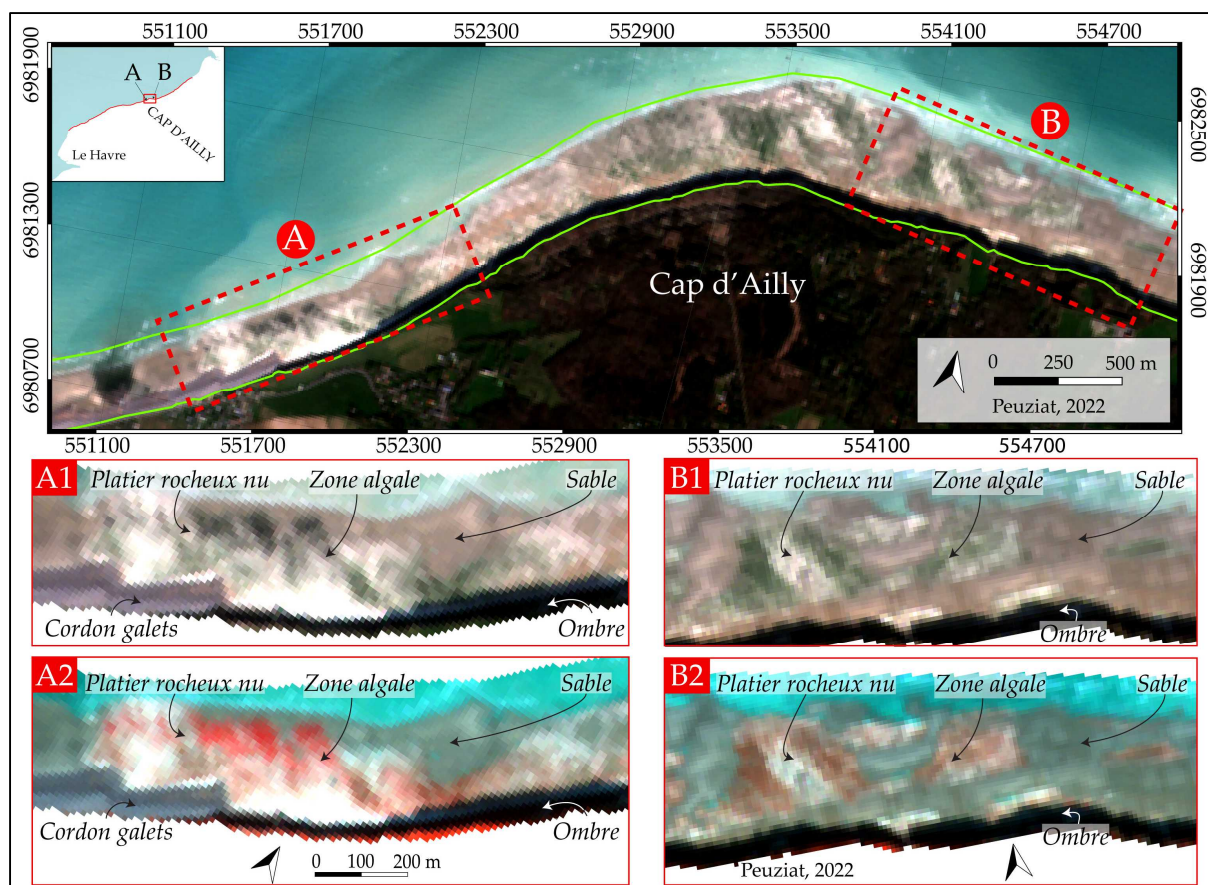 551100 551700 552300 552900 553500 554100 554700
6981900
6981300
6980700
6982500
6981900
A B
CAP D'AILLY
Le Havre
A
B
Cap d'Ailly
0 250 500 m
Peuziat, 2022
551100 551700 552300 552900 553500 554100 554700
A1
Platier rocheux nu Zone algale Sable
Cordon galets Ombre
B1
Platier rocheux nu Zone algale Sable
Ombre
A2
Platier rocheux nu Zone algale Sable
Cordon galets Ombre
0 100 200 m
B2
Platier rocheux nu Zone algale Sable
Ombre
Peuziat, 2022